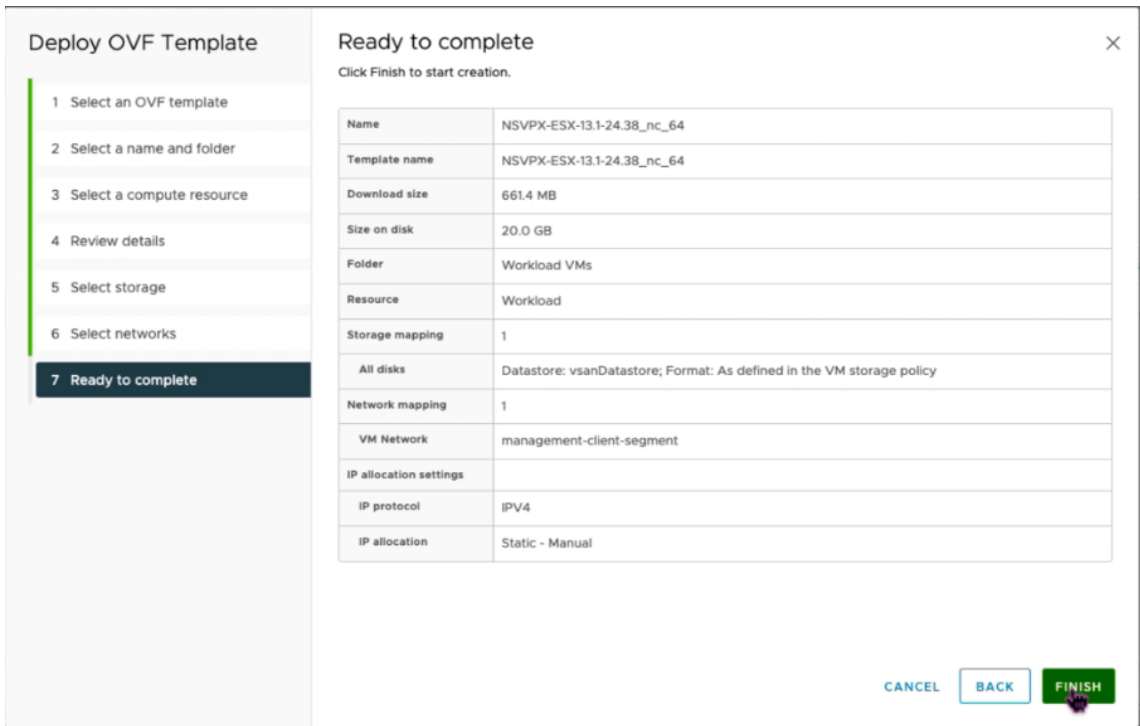 Deploy OVF Template
1 Select an OVF template
2 Select a name and folder
3 Select a compute resource
4 Review details
5 Select storage
6 Select networks
7 Ready to complete
Ready to complete
Click Finish to start creation.
Name NSVPX-ESX-13.1-24.38_nc_64
Template name NSVPX-ESX-13.1-24.38_nc_64
Download size 661.4 MB
Size on disk 20.0 GB
Folder Workload VMs
Resource Workload
Storage mapping 1
All disks Datastore: vsanDatastore; Format: As defined in the VM storage policy
Network mapping 1
VM Network management-client-segment
IP allocation settings
IP protocol IPV4
IP allocation Static - Manual
CANCEL BACK FINISH